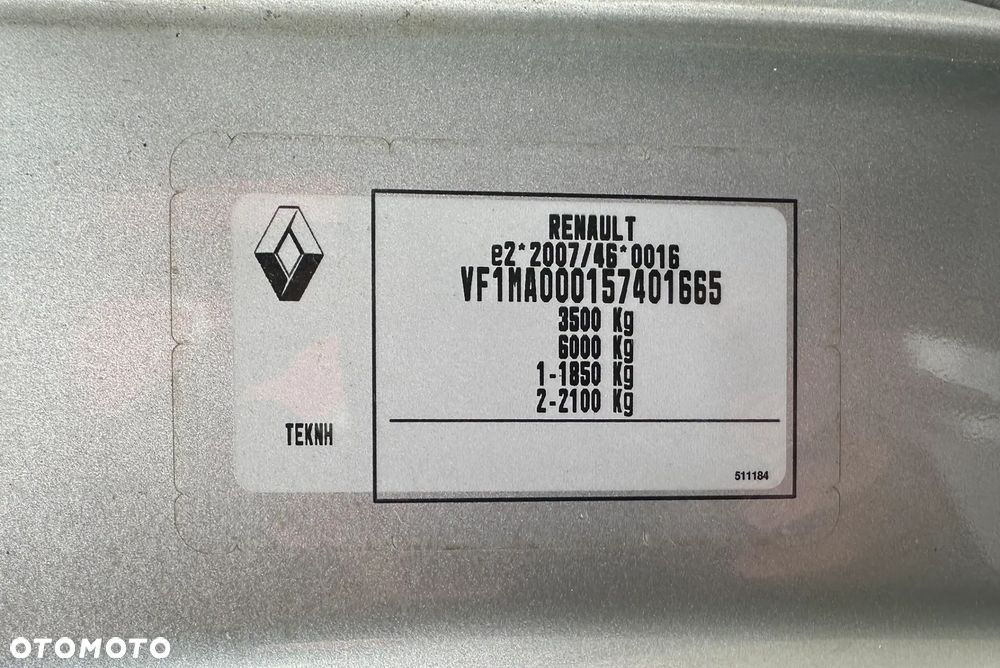 RENAULT
e2*2007/46*0016
VF1MA000157401665
3500 Kg
6000 Kg
1-1850 Kg
2-2100 Kg
TEKNH
511184
OTOMOTO